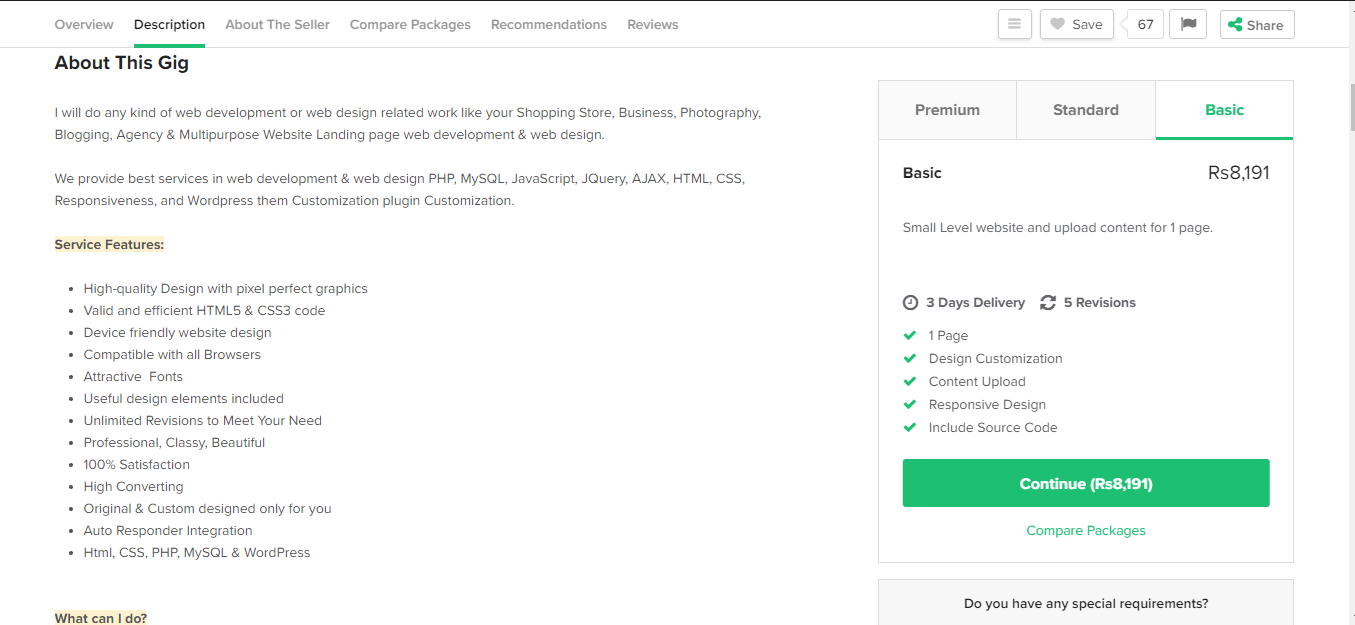 Overview Description About The Seller Compare Packages Recommendations Reviews Save 67 Share
About This Gig
I will do any kind of web development or web design related work like your Shopping Store, Business, Photography,
Blogging, Agency & Multipurpose Website Landing page web development & web design.
We provide best services in web development & web design PHP, MySQL, JavaScript, JQuery, AJAX, HTML, CSS,
Responsiveness, and Wordpress them Customization plugin Customization.
Service Features:
High-quality Design with pixel perfect graphics
Valid and efficient HTML5 & CSS3 code
Device friendly website design
Compatible with all Browsers
Attractive Fonts
Useful design elements included
Unlimited Revisions to Meet Your Need
Professional, Classy, Beautiful
100% Satisfaction
High Converting
Original & Custom designed only for you
Auto Responder Integration
Html, CSS, PHP, MySQL & WordPress
What can I do?
Premium Standard Basic
Basic Rs8,191
Small Level website and upload content for 1 page.
3 Days Delivery 5 Revisions
1 Page
Design Customization
Content Upload
Responsive Design
Include Source Code
Continue (Rs8,191)
Compare Packages
Do you have any special requirements?